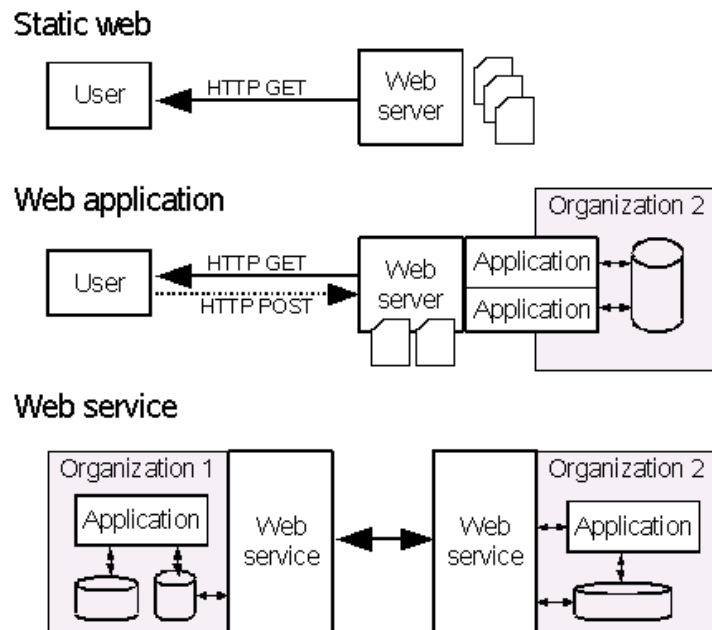 Static web
User
HTTP GET
Web
server
Web application
Organization 2
User
HTTP GET
HTTP POST
Web
server
Application
Application
Web service
Organization 1
Application
Web
service
Web
service
Organization 2
Application